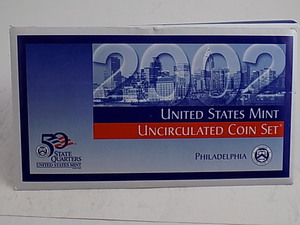 2002
UNITED STATES MINT
UNCIRCULATED COIN SET
PHILADELPHIA
50
STATE
QUARTERS
UNITED STATES MINT